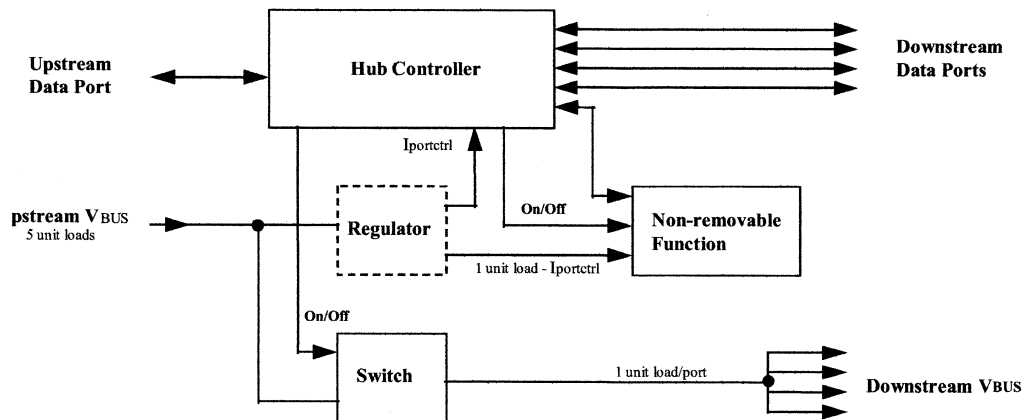 Upstream
Data Port
Hub Controller
Downstream
Data Ports
Iportctrl
pstream VBUS
5 unit loads
Regulator
On/Off
Non-removable
Function
1 unit load - Iportctrl
On/Off
Switch
1 unit load/port
Downstream VBUS